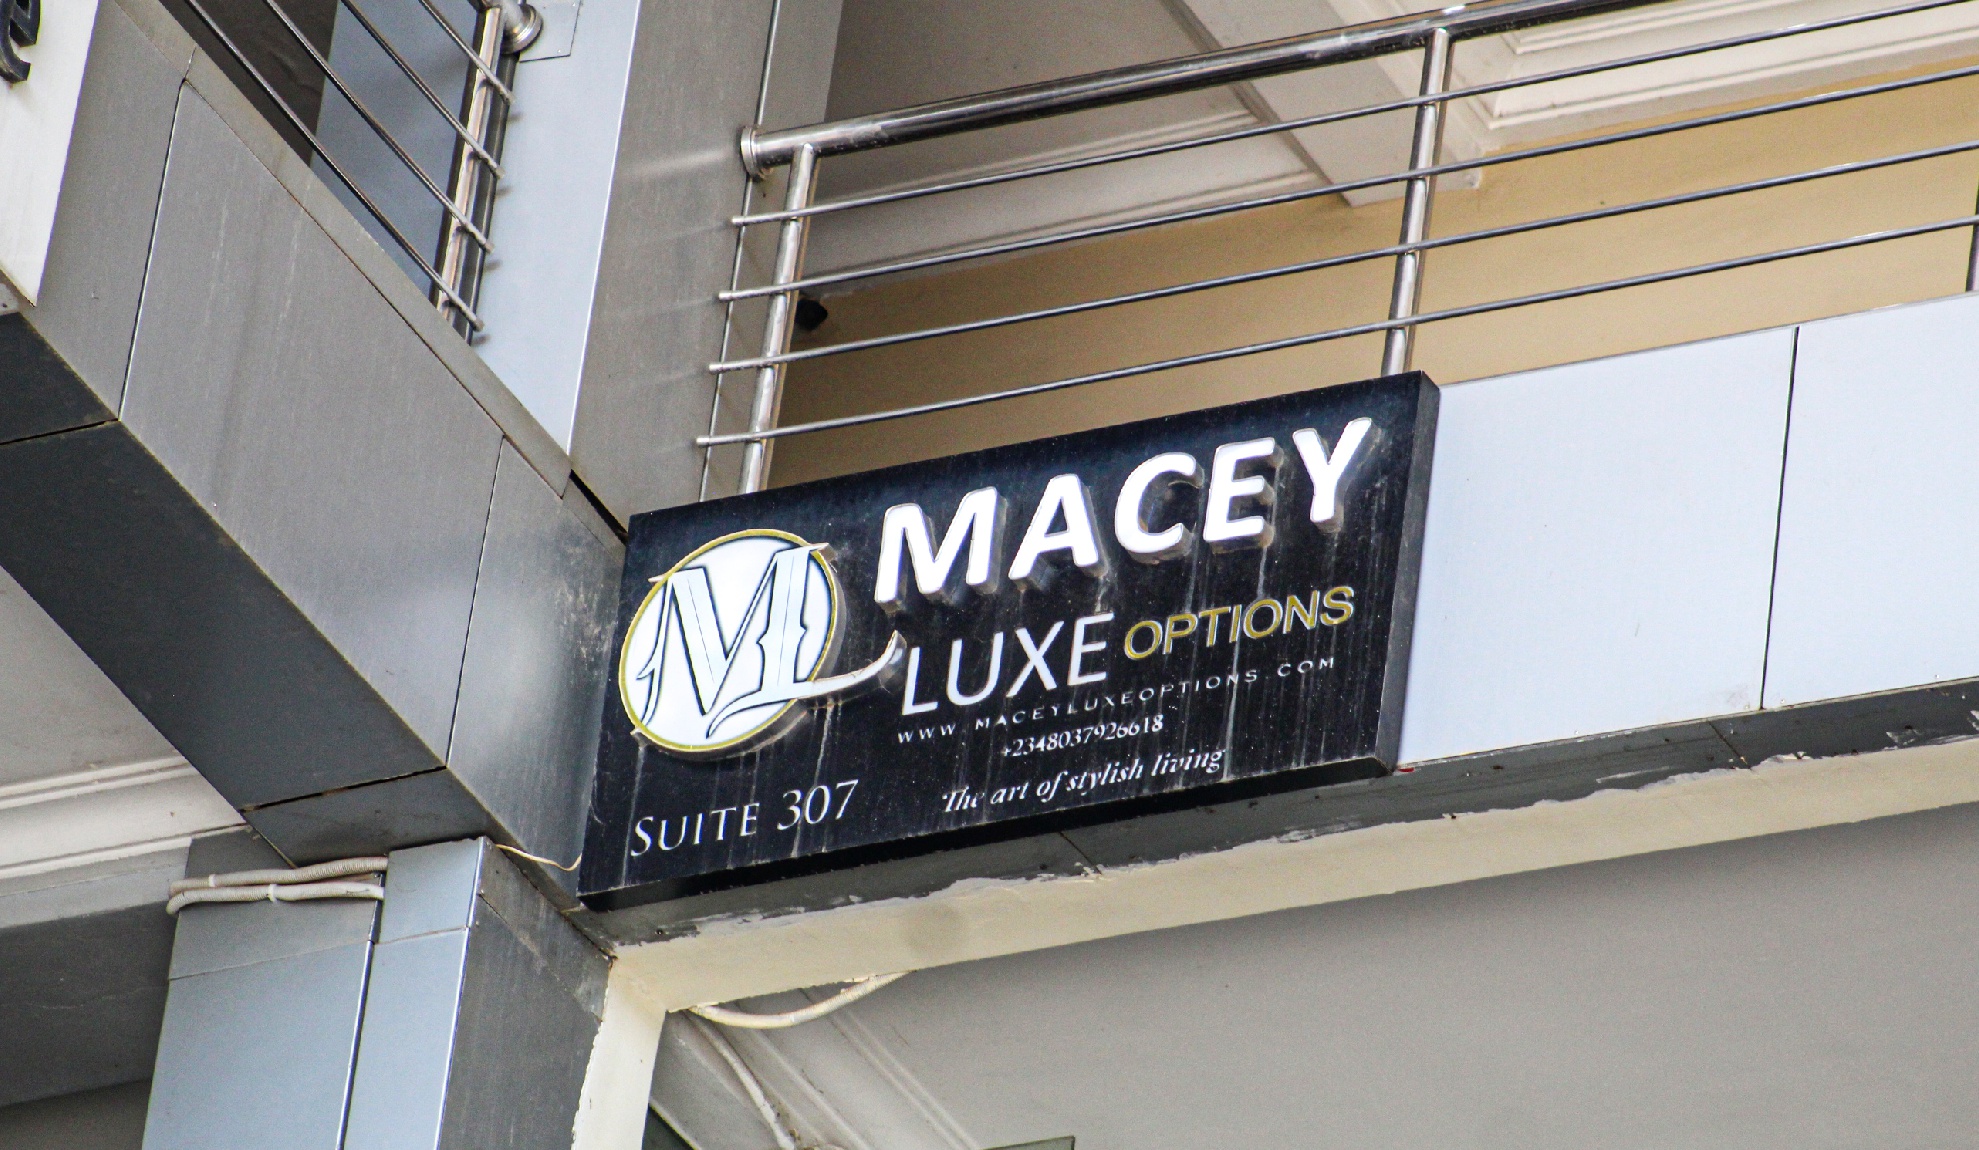 MACEY
LUXE OPTIONS
WWW.MACEYLUXEOPTIONS.COM
+2348037926618
The art of stylish living
SUITE 307
ML